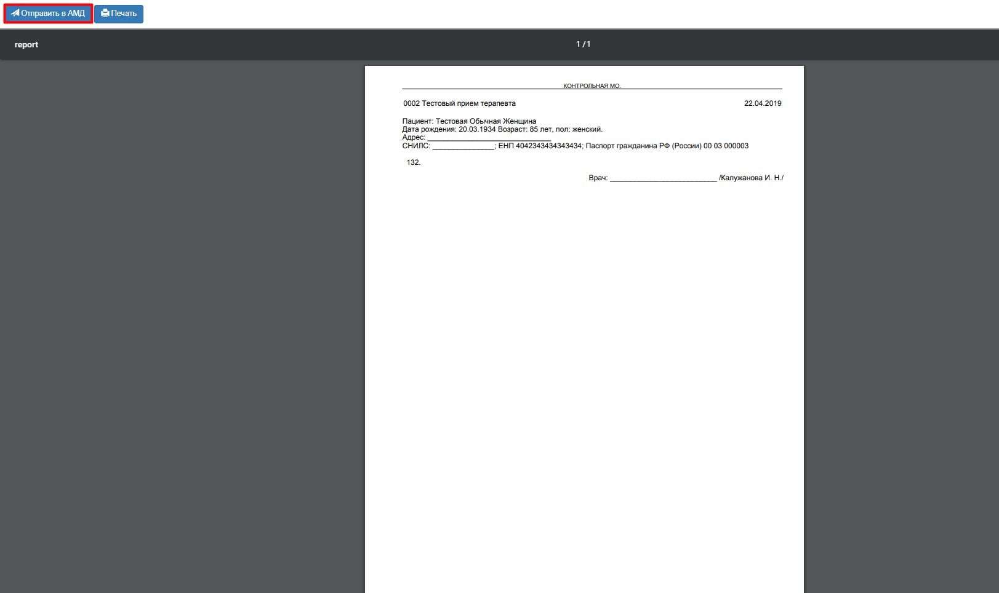 Отправить в АМД Печать
report 1 / 1
КОНТРОЛЬНАЯ МО.
0002 Тестовый прием терапевта 22.04.2019
Пациент: Тестовая Обычная Женщина
Дата рождения: 20.03.1934 Возраст: 85 лет, пол: женский.
Адрес: ______________________________
СНИЛС: _______________; ЕНП 4042343434343434; Паспорт гражданина РФ (России) 00 03 000003
132.
Врач: __________________________ /Калужанова И. Н./